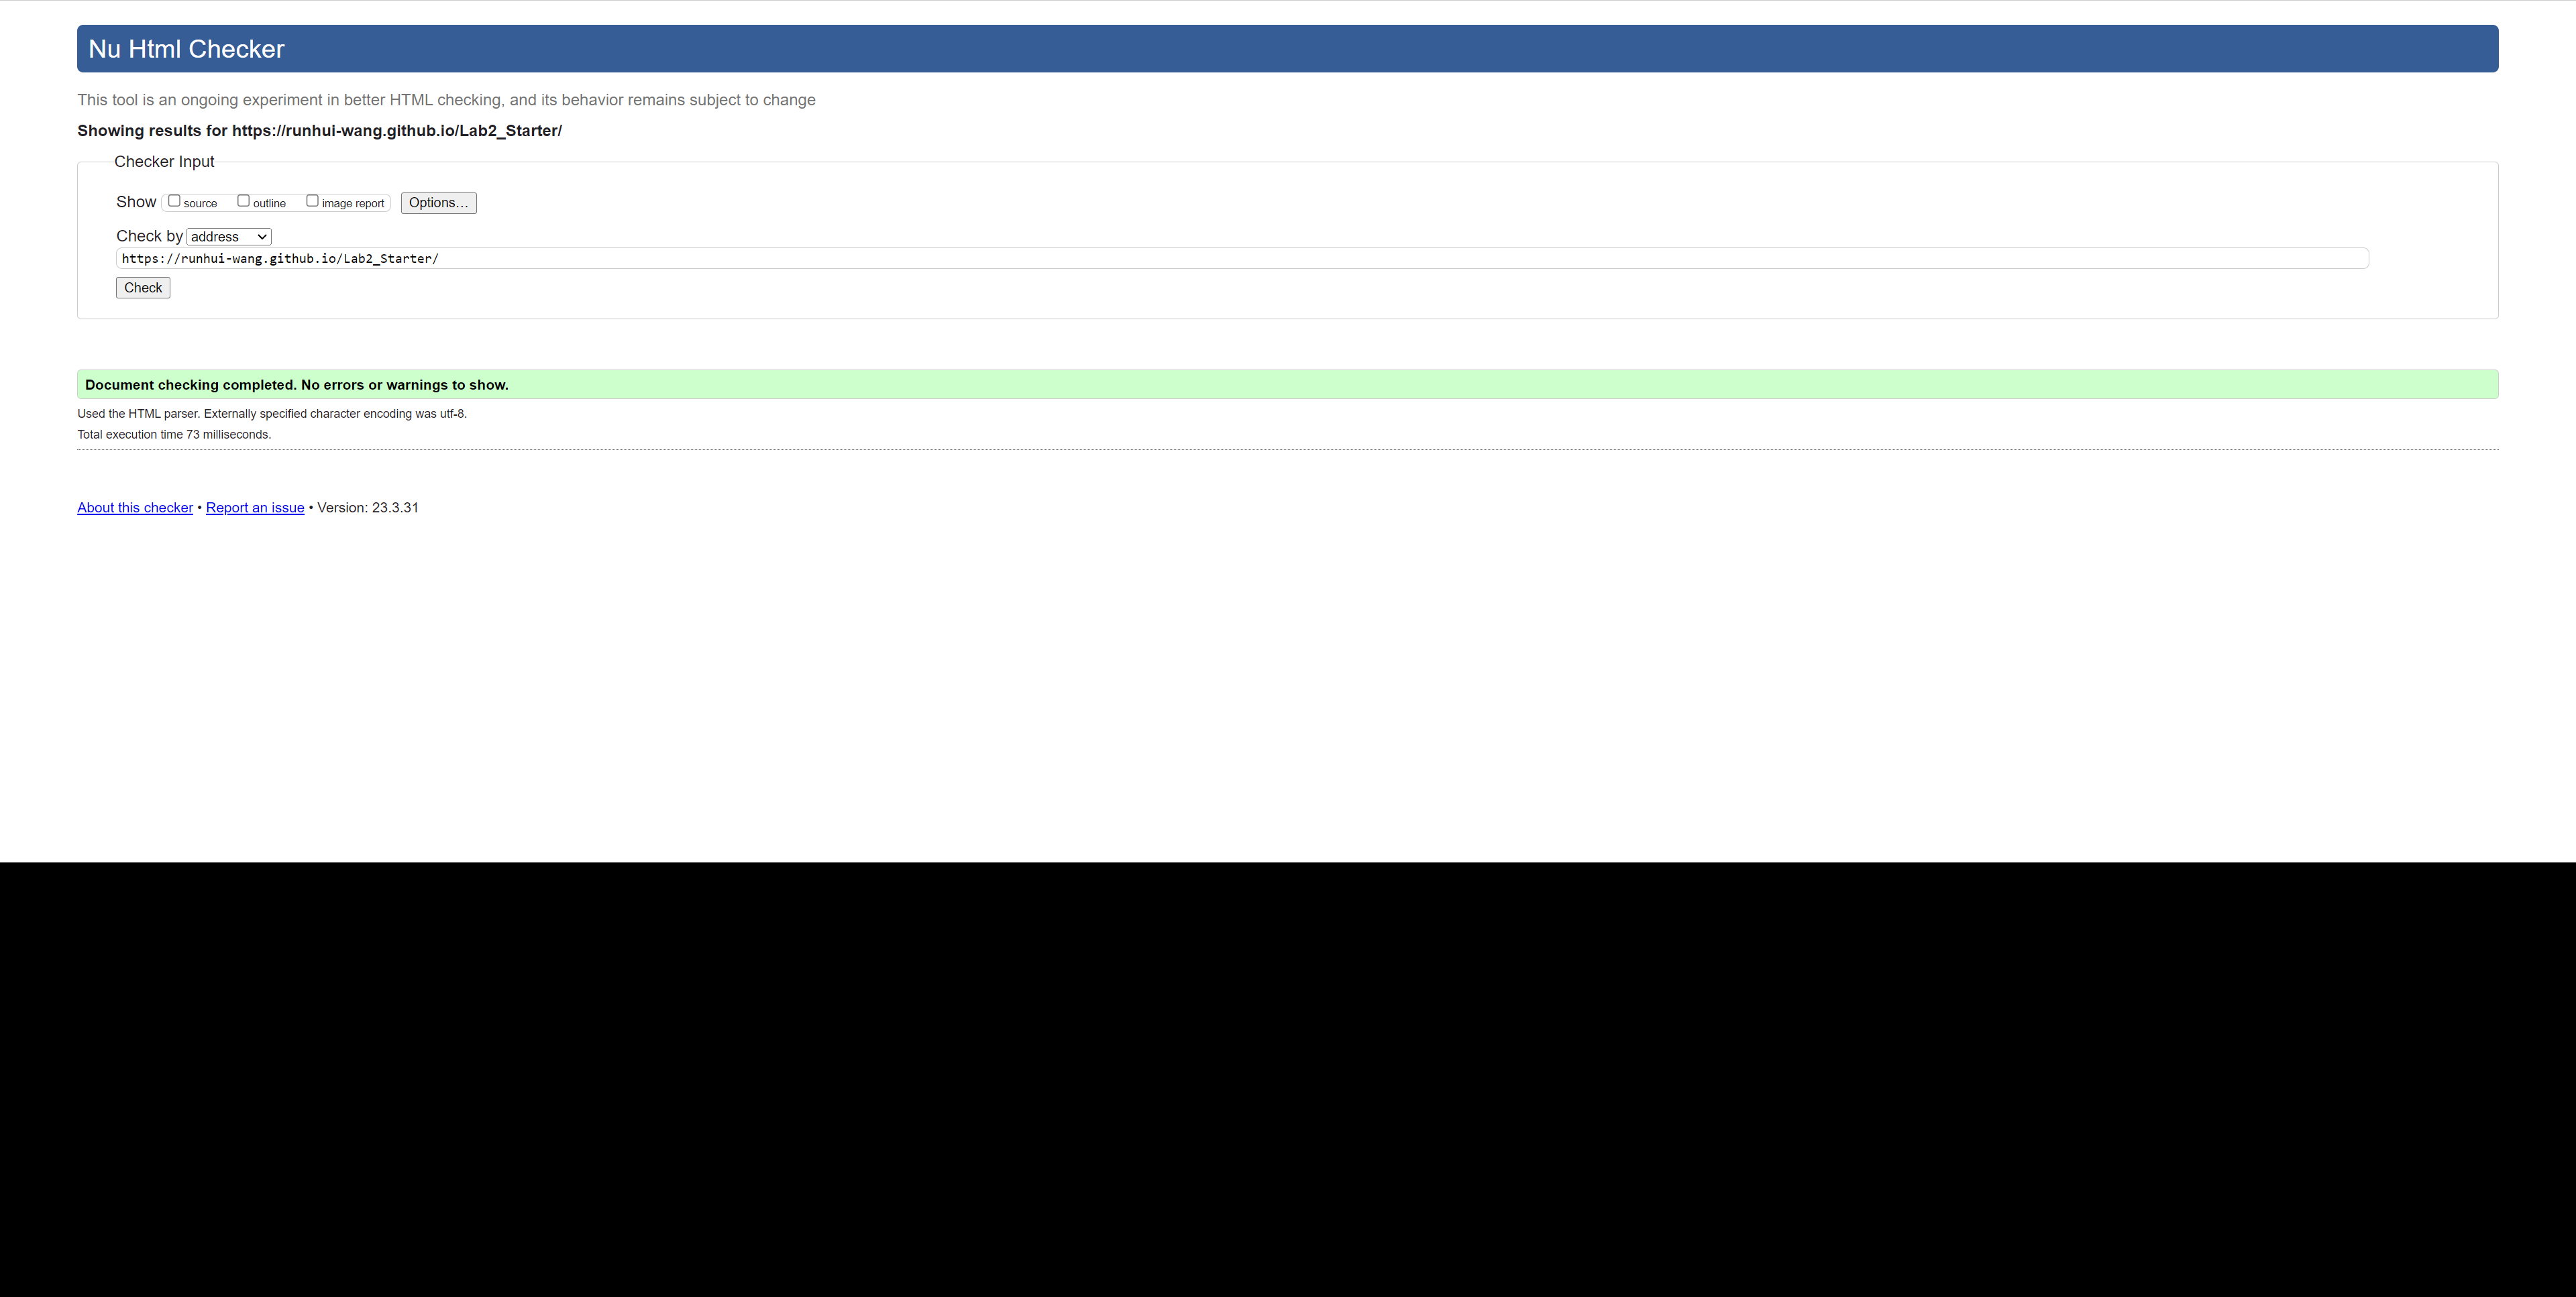 Nu Html Checker
This tool is an ongoing experiment in better HTML checking, and its behavior remains subject to change
Showing results for https://runhui-wang.github.io/Lab2_Starter/
Checker Input
Show source outline image report Options…
Check by address
https://runhui-wang.github.io/Lab2_Starter/
Check
Document checking completed. No errors or warnings to show.
Used the HTML parser. Externally specified character encoding was utf-8.
Total execution time 73 milliseconds.
About this checker • Report an issue • Version: 23.3.31